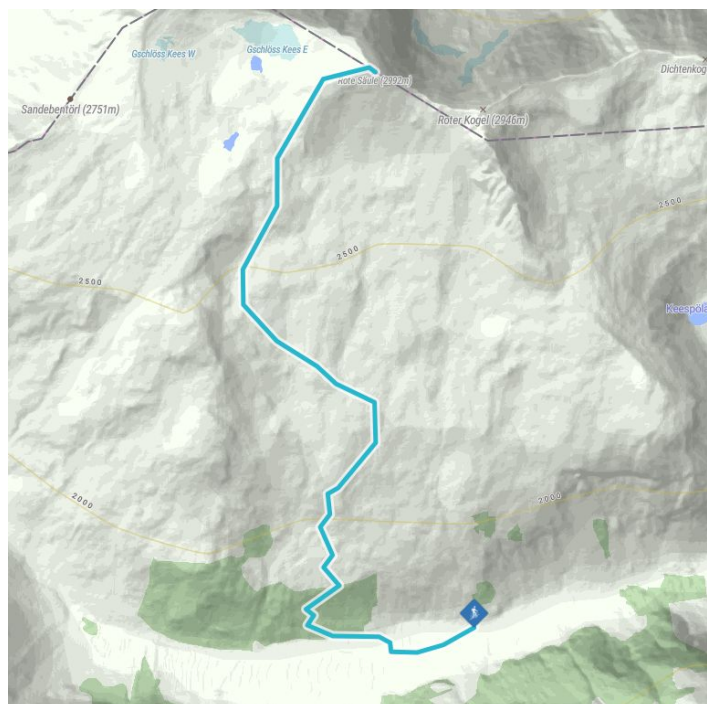 Gschlöss Kees W
Gschlöss Kees E
Rote Säule (2992m)
Dichtenkog
Sandebentörl (2751m)
Roter Kogel (2946m)
2500
2500
2500
Keespöla
2000
2000